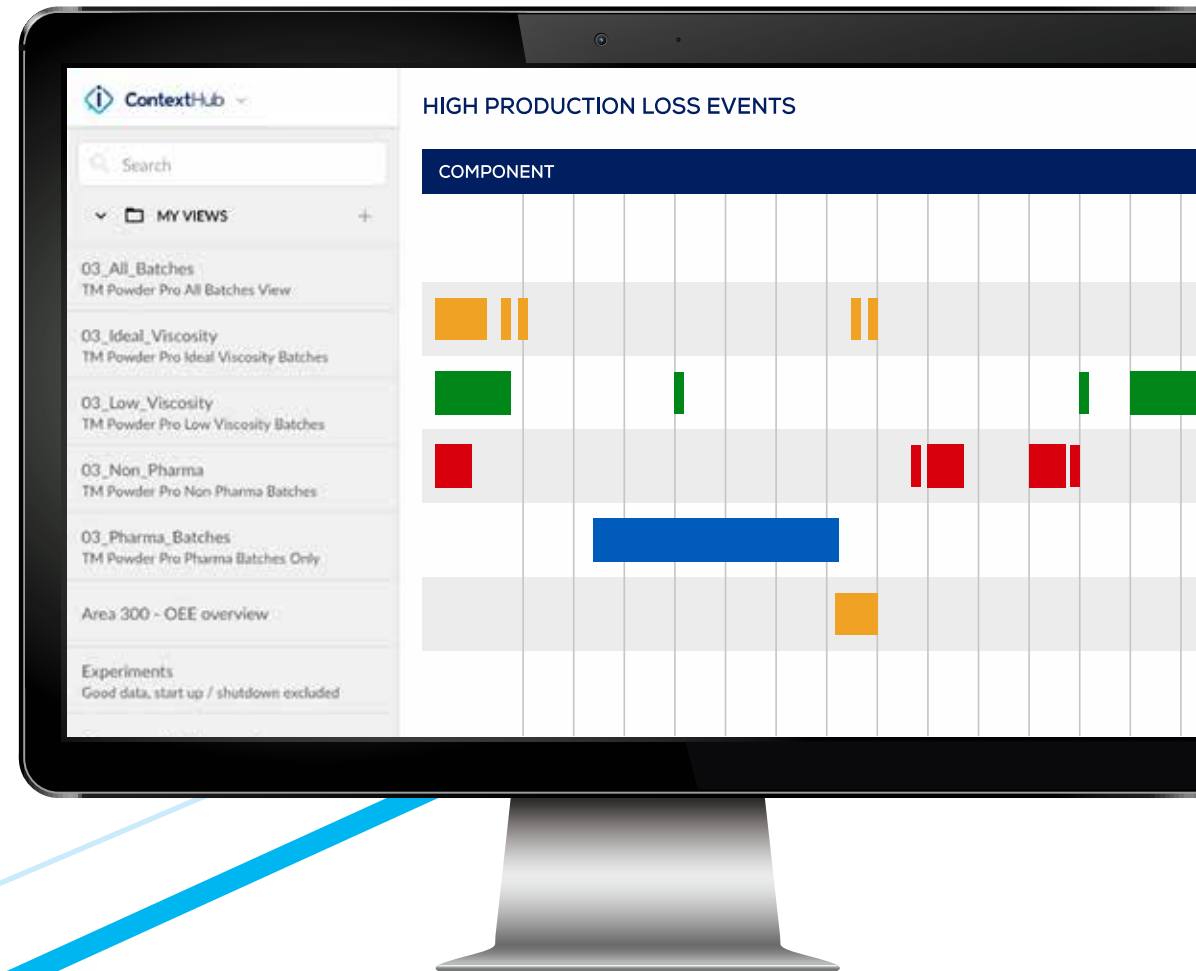 ContextHub
HIGH PRODUCTION LOSS EVENTS
Search
COMPONENT
MY VIEWS
03_All_Batches
TM Powder Pro All Batches View
03_Ideal_Viscosity
TM Powder Pro Ideal Viscosity Batches
03_Low_Viscosity
TM Powder Pro Low Viscosity Batches
03_Non_Pharma
TM Powder Pro Non Pharma Batches
03_Pharma_Batches
TM Powder Pro Pharma Batches Only
Area 300 - OEE overview
Experiments
Good data, start up / shutdown excluded